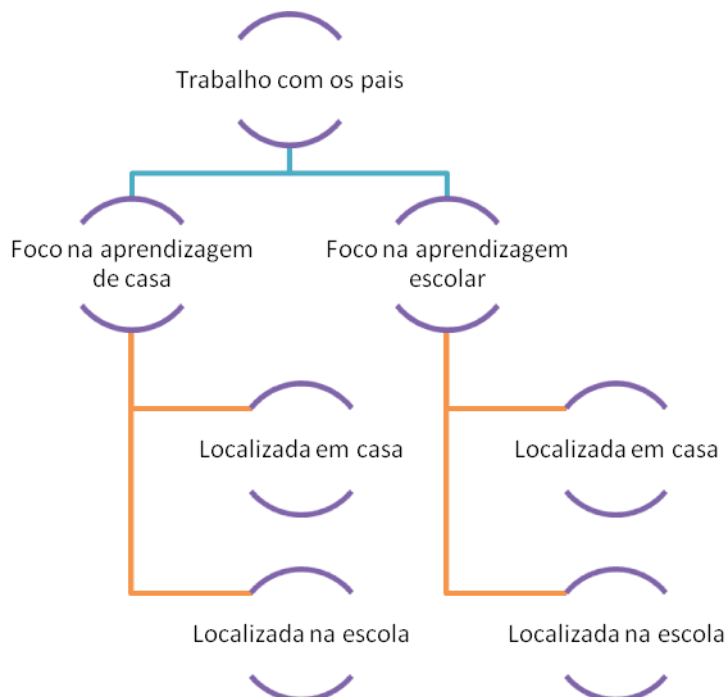 Trabalho com os pais
Foco na aprendizagem
de casa
Foco na aprendizagem
escolar
Localizada em casa
Localizada em casa
Localizada na escola
Localizada na escola